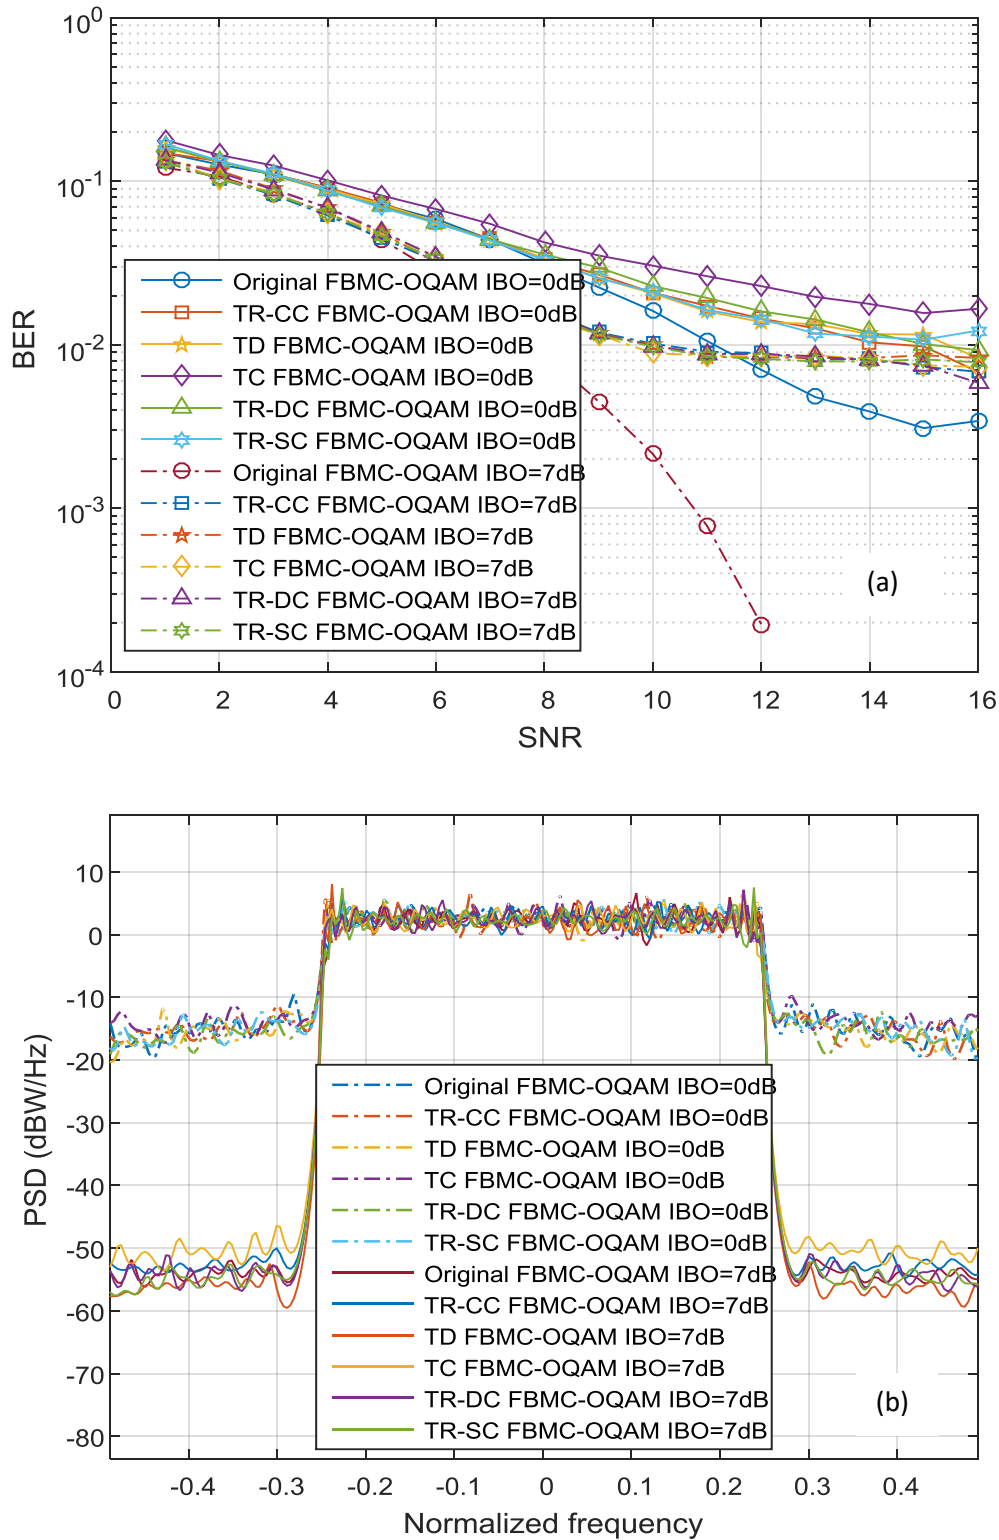 10^0
10^-1
10^-2
10^-3
10^-4
BER
Original FBMC-OQAM IBO=0dB
TR-CC FBMC-OQAM IBO=0dB
TD FBMC-OQAM IBO=0dB
TC FBMC-OQAM IBO=0dB
TR-DC FBMC-OQAM IBO=0dB
TR-SC FBMC-OQAM IBO=0dB
Original FBMC-OQAM IBO=7dB
TR-CC FBMC-OQAM IBO=7dB
TD FBMC-OQAM IBO=7dB
TC FBMC-OQAM IBO=7dB
TR-DC FBMC-OQAM IBO=7dB
TR-SC FBMC-OQAM IBO=7dB
(a)
0 2 4 6 8 10 12 14 16
SNR
10
0
-10
-20
-30
-40
-50
-60
-70
-80
PSD (dBW/Hz)
Original FBMC-OQAM IBO=0dB
TR-CC FBMC-OQAM IBO=0dB
TD FBMC-OQAM IBO=0dB
TC FBMC-OQAM IBO=0dB
TR-DC FBMC-OQAM IBO=0dB
TR-SC FBMC-OQAM IBO=0dB
Original FBMC-OQAM IBO=7dB
TR-CC FBMC-OQAM IBO=7dB
TD FBMC-OQAM IBO=7dB
TC FBMC-OQAM IBO=7dB
TR-DC FBMC-OQAM IBO=7dB
TR-SC FBMC-OQAM IBO=7dB
(b)
-0.4 -0.3 -0.2 -0.1 0 0.1 0.2 0.3 0.4
Normalized frequency